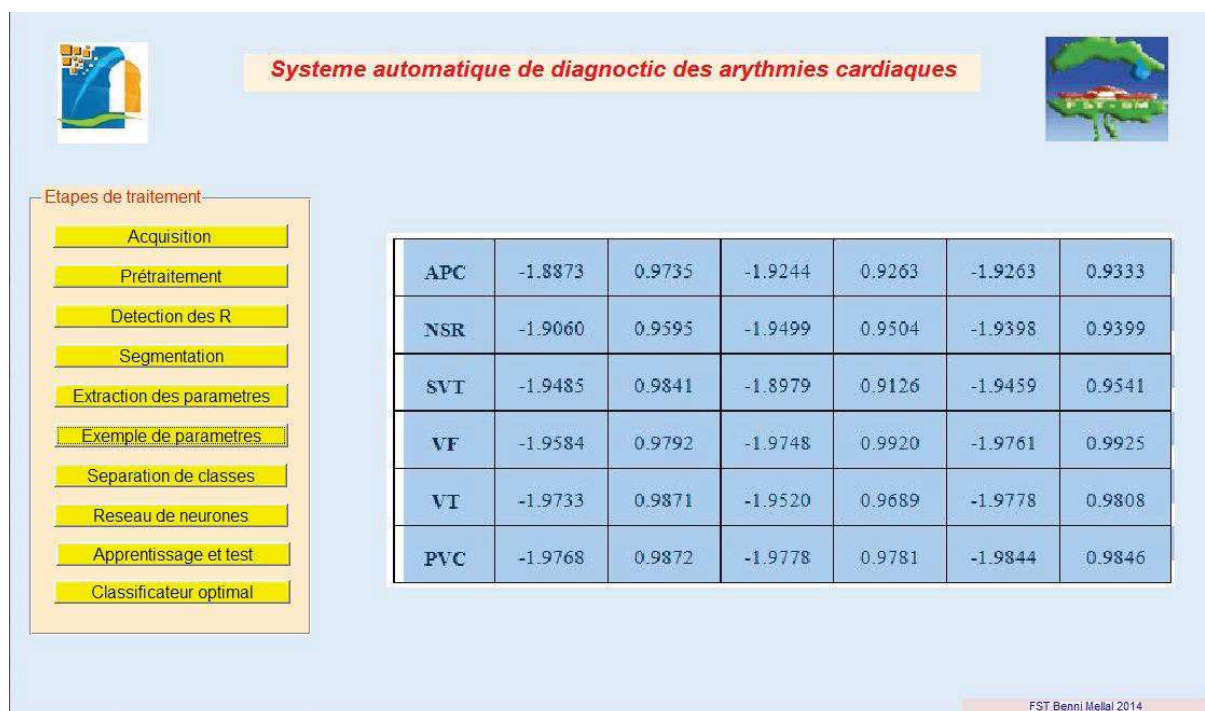 Systeme automatique de diagnoctic des arythmies cardiaques
Etapes de traitement
Acquisition
Prétraitement
Detection des R
Segmentation
Extraction des parametres
Exemple de parametres
Separation de classes
Reseau de neurones
Apprentissage et test
Classificateur optimal
APC -1.8873 0.9735 -1.9244 0.9263 -1.9263 0.9333
NSR -1.9060 0.9595 -1.9499 0.9504 -1.9398 0.9399
SVT -1.9485 0.9841 -1.8979 0.9126 -1.9459 0.9541
VF -1.9584 0.9792 -1.9748 0.9920 -1.9761 0.9925
VT -1.9733 0.9871 -1.9520 0.9689 -1.9778 0.9808
PVC -1.9768 0.9872 -1.9778 0.9781 -1.9844 0.9846
FST Benni Mellal 2014